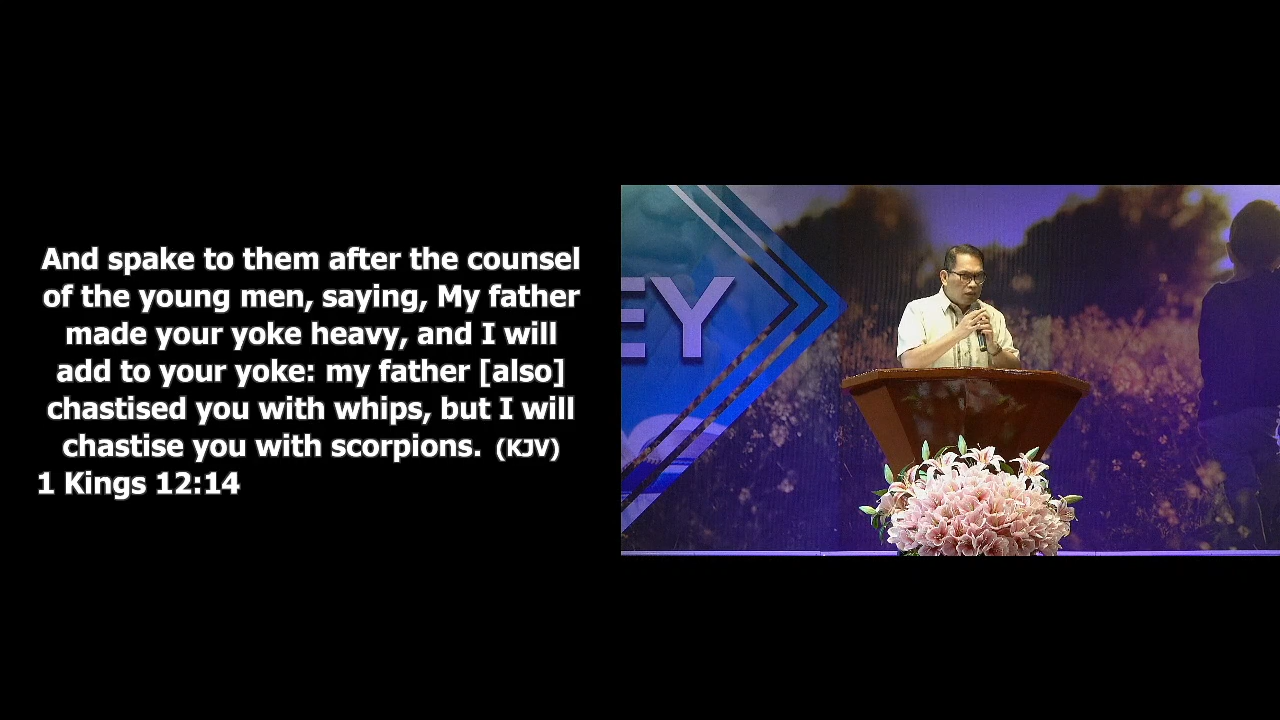 And spake to them after the counsel
of the young men, saying, My father
made your yoke heavy, and I will
add to your yoke: my father [also]
chastised you with whips, but I will
chastise you with scorpions. (KJV)
1 Kings 12:14
EY